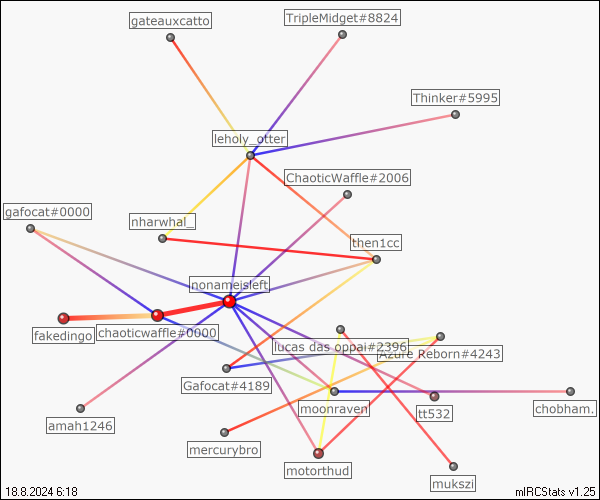 gateauxcatto
TripleMidget#8824
Thinker#5995
leholy_otter
ChaoticWaffle#2006
gafocat#0000
nharwhal_
then1cc
nonameisleft
fakedingo
chaoticwaffle#0000
lucas das oppai#2396
Azure Reborn#4243
Gafocat#4189
moonraven
tt532
chobham.
amah1246
mercurybro
motorthud
mukszi
18.8.2024 6:18
mIRCStats v1.25